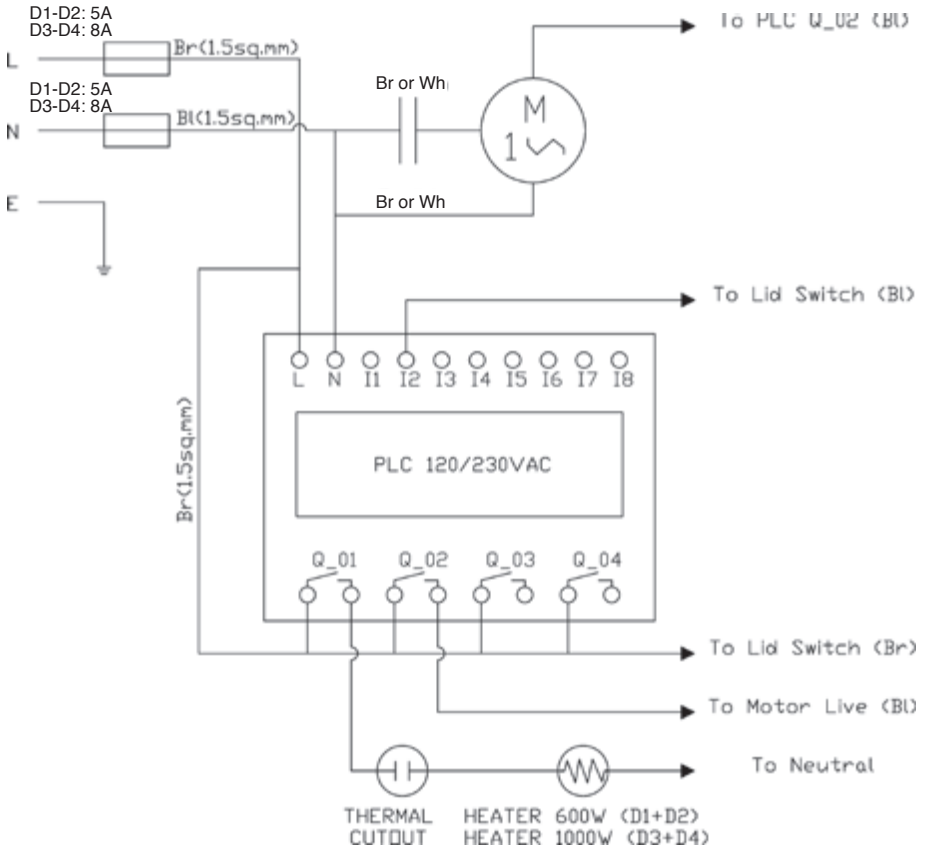 D1-D2: 5A
D3-D4: 8A
L
Br(1.5sq.mm)
To PLC Q_02 (Bl)
D1-D2: 5A
D3-D4: 8A
N
Bl(1.5sq.mm)
Br or Wh
M
1
E
Br or Wh
To Lid Switch (Bl)
L N I1 I2 I3 I4 I5 I6 I7 I8
Br(1.5sq.mm)
PLC 120/230VAC
Q_01 Q_02 Q_03 Q_04
To Lid Switch (Br)
To Motor Live (Bl)
To Neutral
THERMAL
CUTOUT
HEATER 600W (D1+D2)
HEATER 1000W (D3+D4)